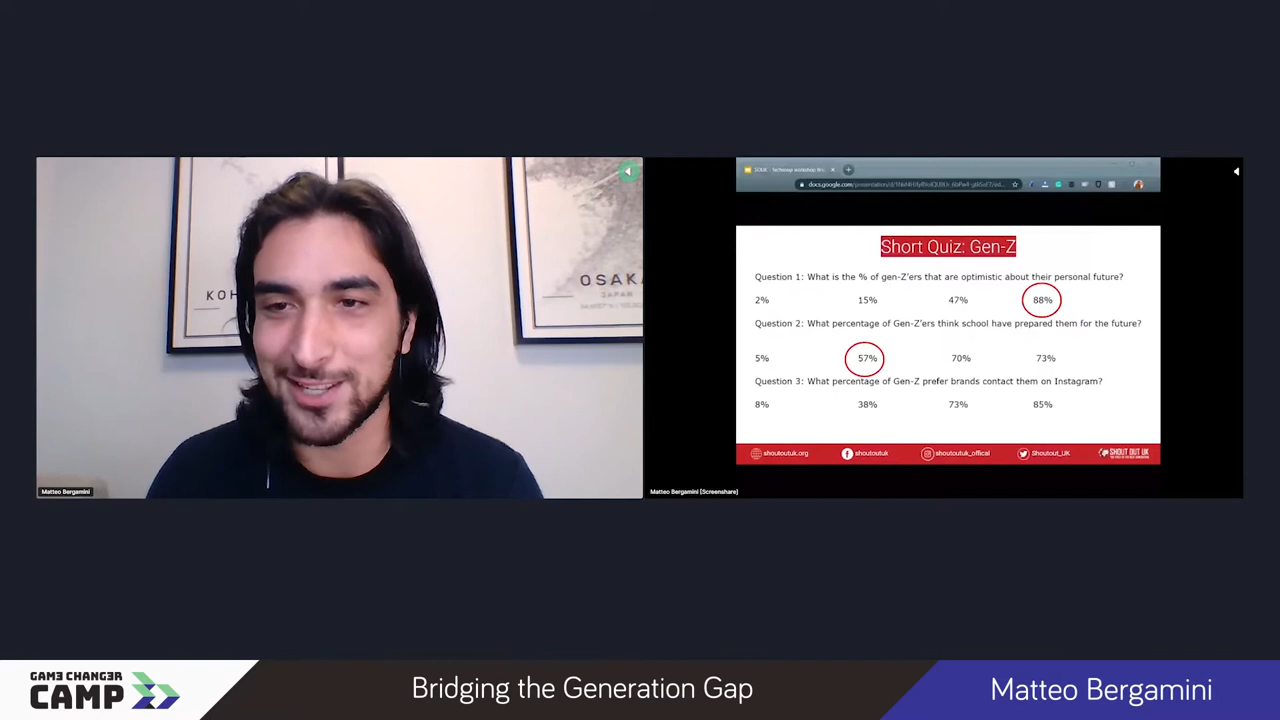 KOH
OSAKA
JAPAN
Matteo Bergamini
docs.google.com
Short Quiz: Gen-Z
Question 1: What is the % of gen-Z'ers that are optimistic about their personal future?
2% 15% 47% 88%
Question 2: What percentage of Gen-Z'ers think school have prepared them for the future?
5% 57% 70% 73%
Question 3: What percentage of Gen-Z prefer brands contact them on Instagram?
8% 38% 73% 85%
shoutoutuk.org shoutoutuk shoutoutuk_offical Shoutout_UK SHOUT OUT UK
Matteo Bergamini [Screenshare]
GAME CHANGER
CAMP
Bridging the Generation Gap
Matteo Bergamini